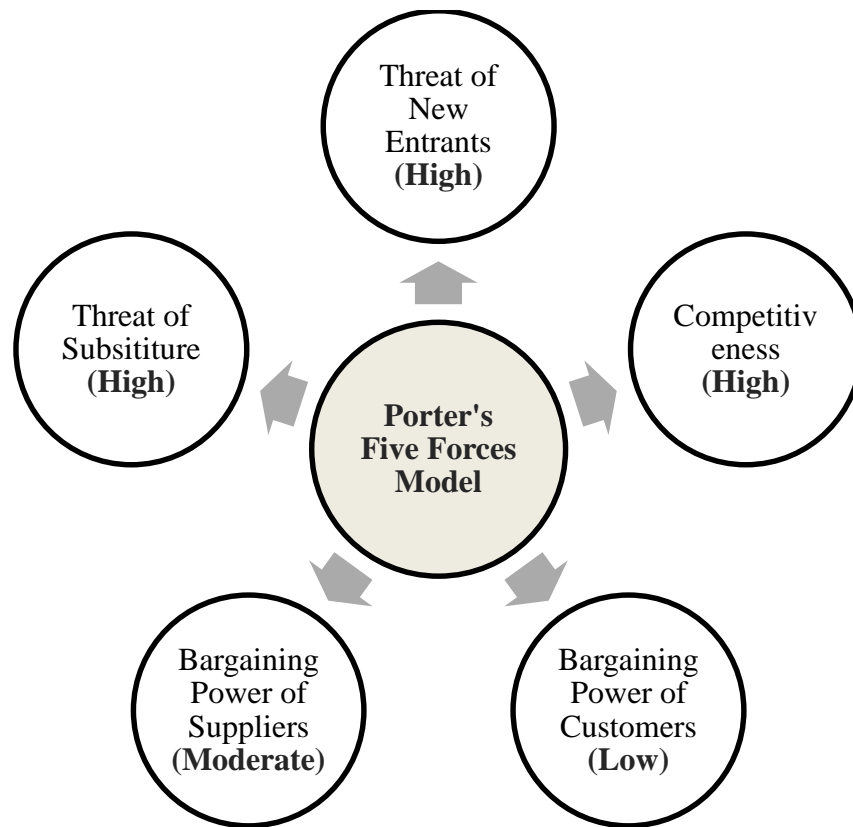 Threat of
New
Entrants
(High)
Threat of
Subsititure
(High)
Competitiv
eness
(High)
Porter's
Five Forces
Model
Bargaining
Power of
Suppliers
(Moderate)
Bargaining
Power of
Customers
(Low)